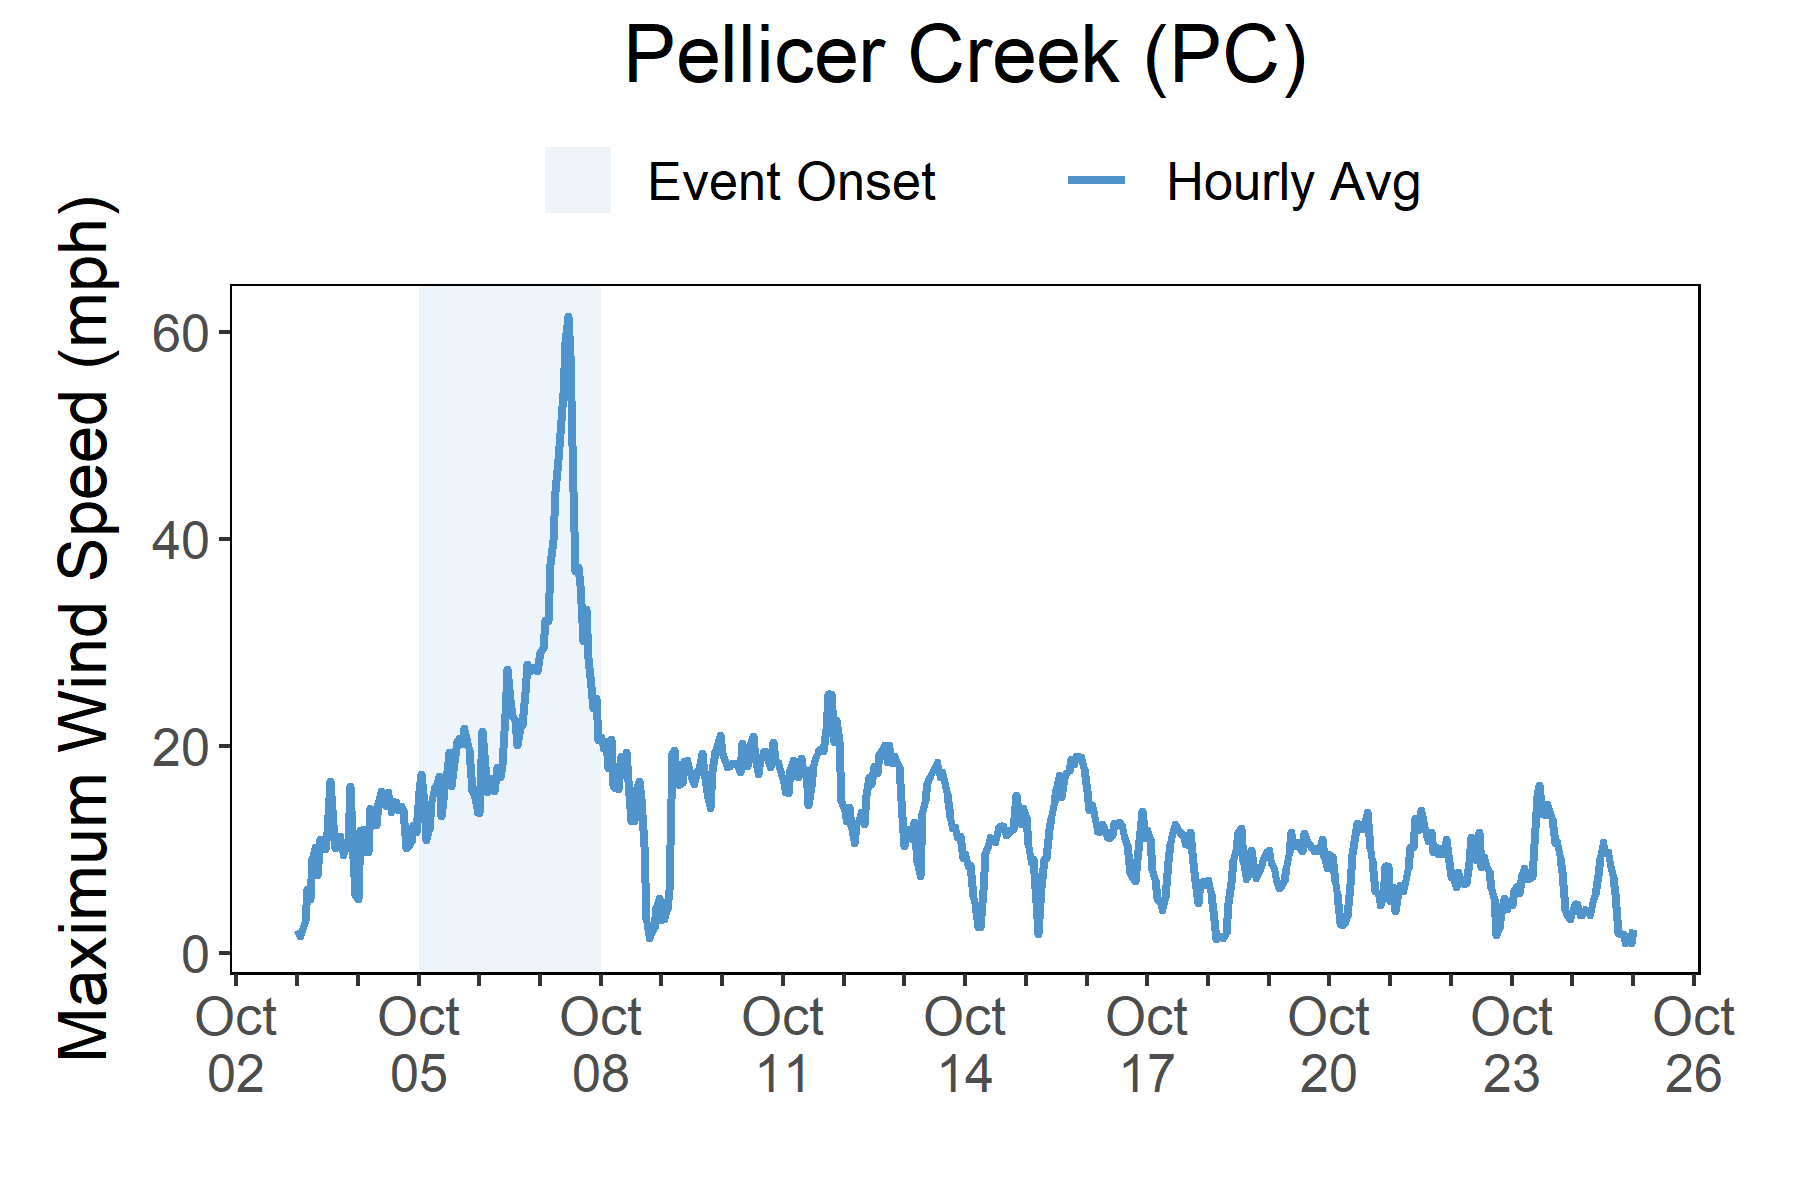 Pellicer Creek (PC)
Event Onset
Hourly Avg
Maximum Wind Speed (mph)
60
40
20
0
Oct 02
Oct 05
Oct 08
Oct 11
Oct 14
Oct 17
Oct 20
Oct 23
Oct 26